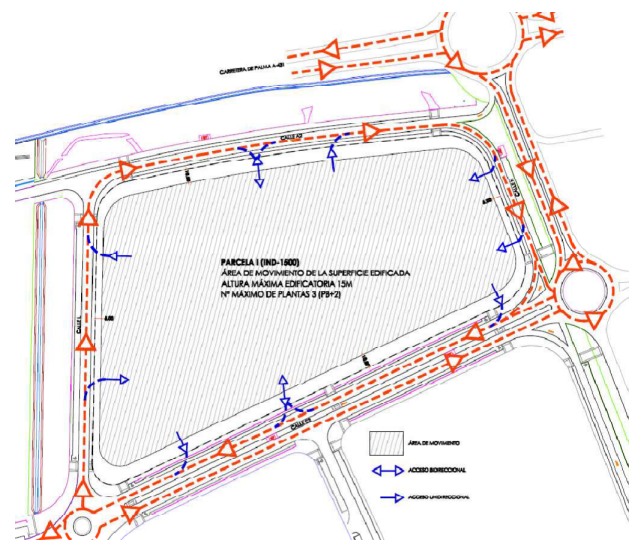 CARRETERA DE PALMA A-431
CALLE A2
PARCELA I (IND-1500)
ÁREA DE MOVIMIENTO DE LA SUPERFICIE EDIFICADA
ALTURA MÁXIMA EDIFICATORIA 15M
Nº MÁXIMO DE PLANTAS 3 (PB+2)
CALLE L
ÁREA DE MOVIMIENTO
ACCESO BIDIRECCIONAL
ACCESO UNIDIRECCIONAL